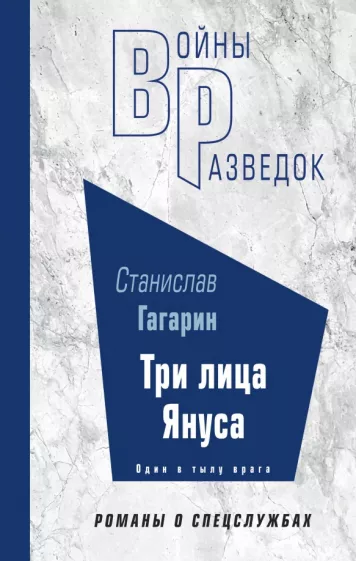 Войны
Разведок
Станислав
Гагарин
Три лица
Януса
Один в тылу врага
РОМАНЫ О СПЕЦСЛУЖБАХ